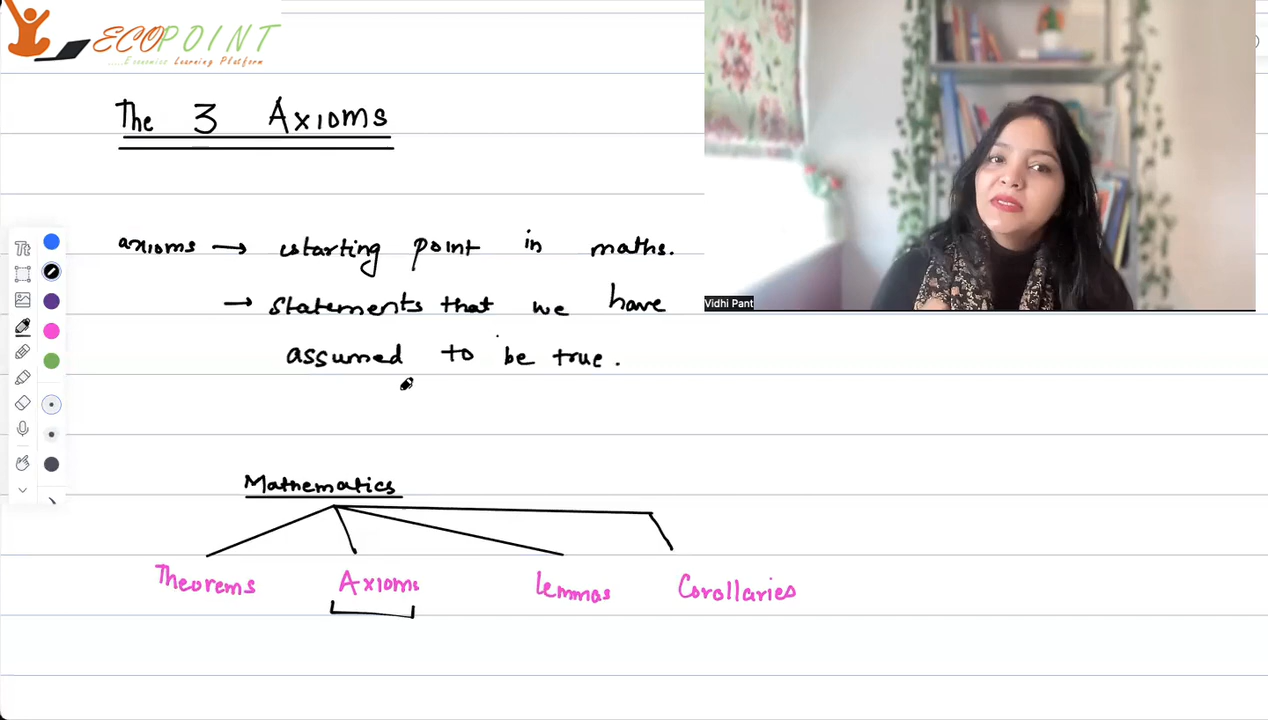 ECOPOINT
.....Economics Learning Platform
The 3 Axioms
axioms → starting point in maths.
→ statements that we have
assumed to be true.
Vidhi Pant
Tt
Mathematics
Theorems Axioms Lemmas Corollaries